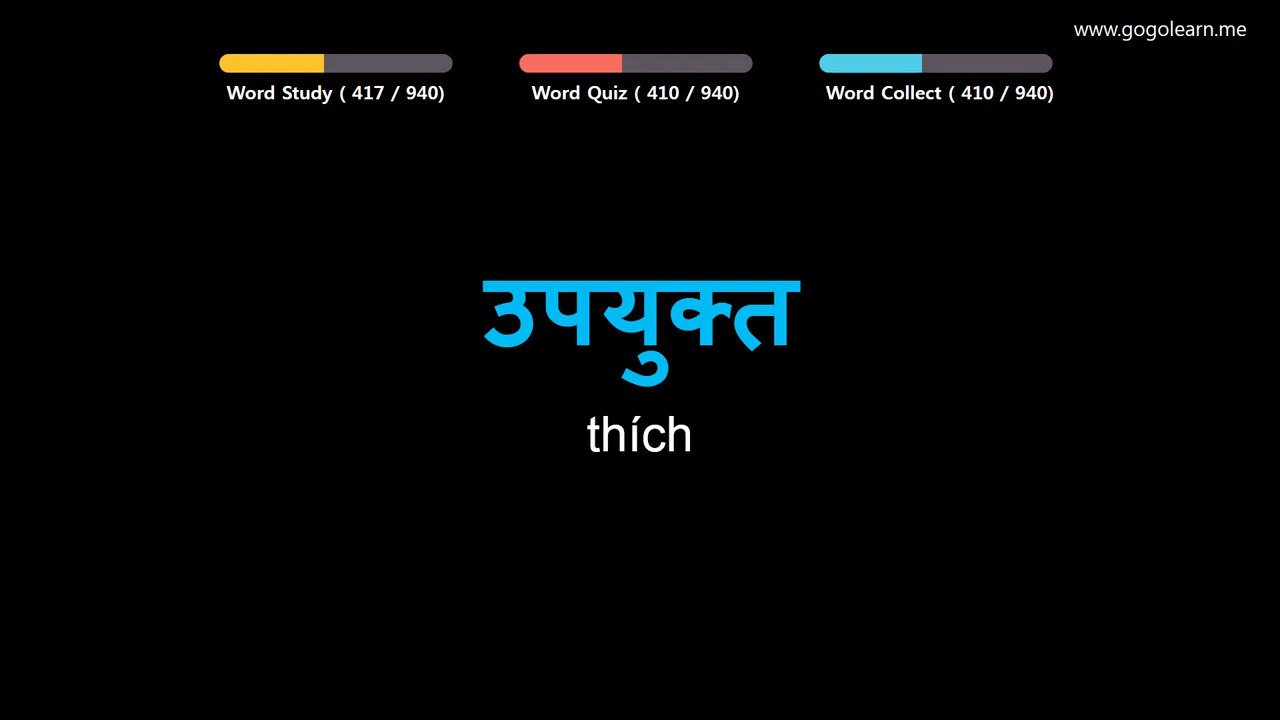 www.gogolearn.me
Word Study ( 417 / 940)
Word Quiz ( 410 / 940)
Word Collect ( 410 / 940)
उपयुक्त
thích